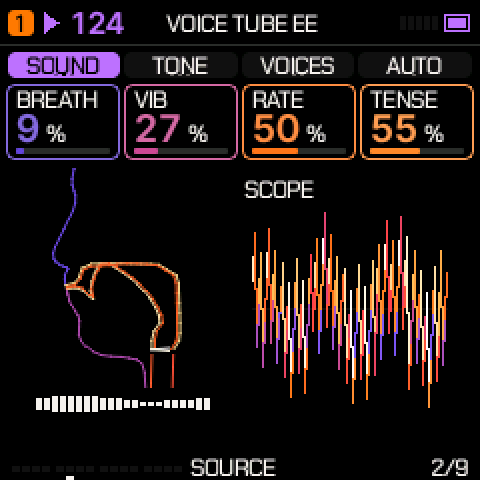 1 124 VOICE TUBE EE
SOUND TONE VOICES AUTO
BREATH VIB RATE TENSE
9 % 27 % 50 % 55 %
SCOPE
SOURCE 2/9